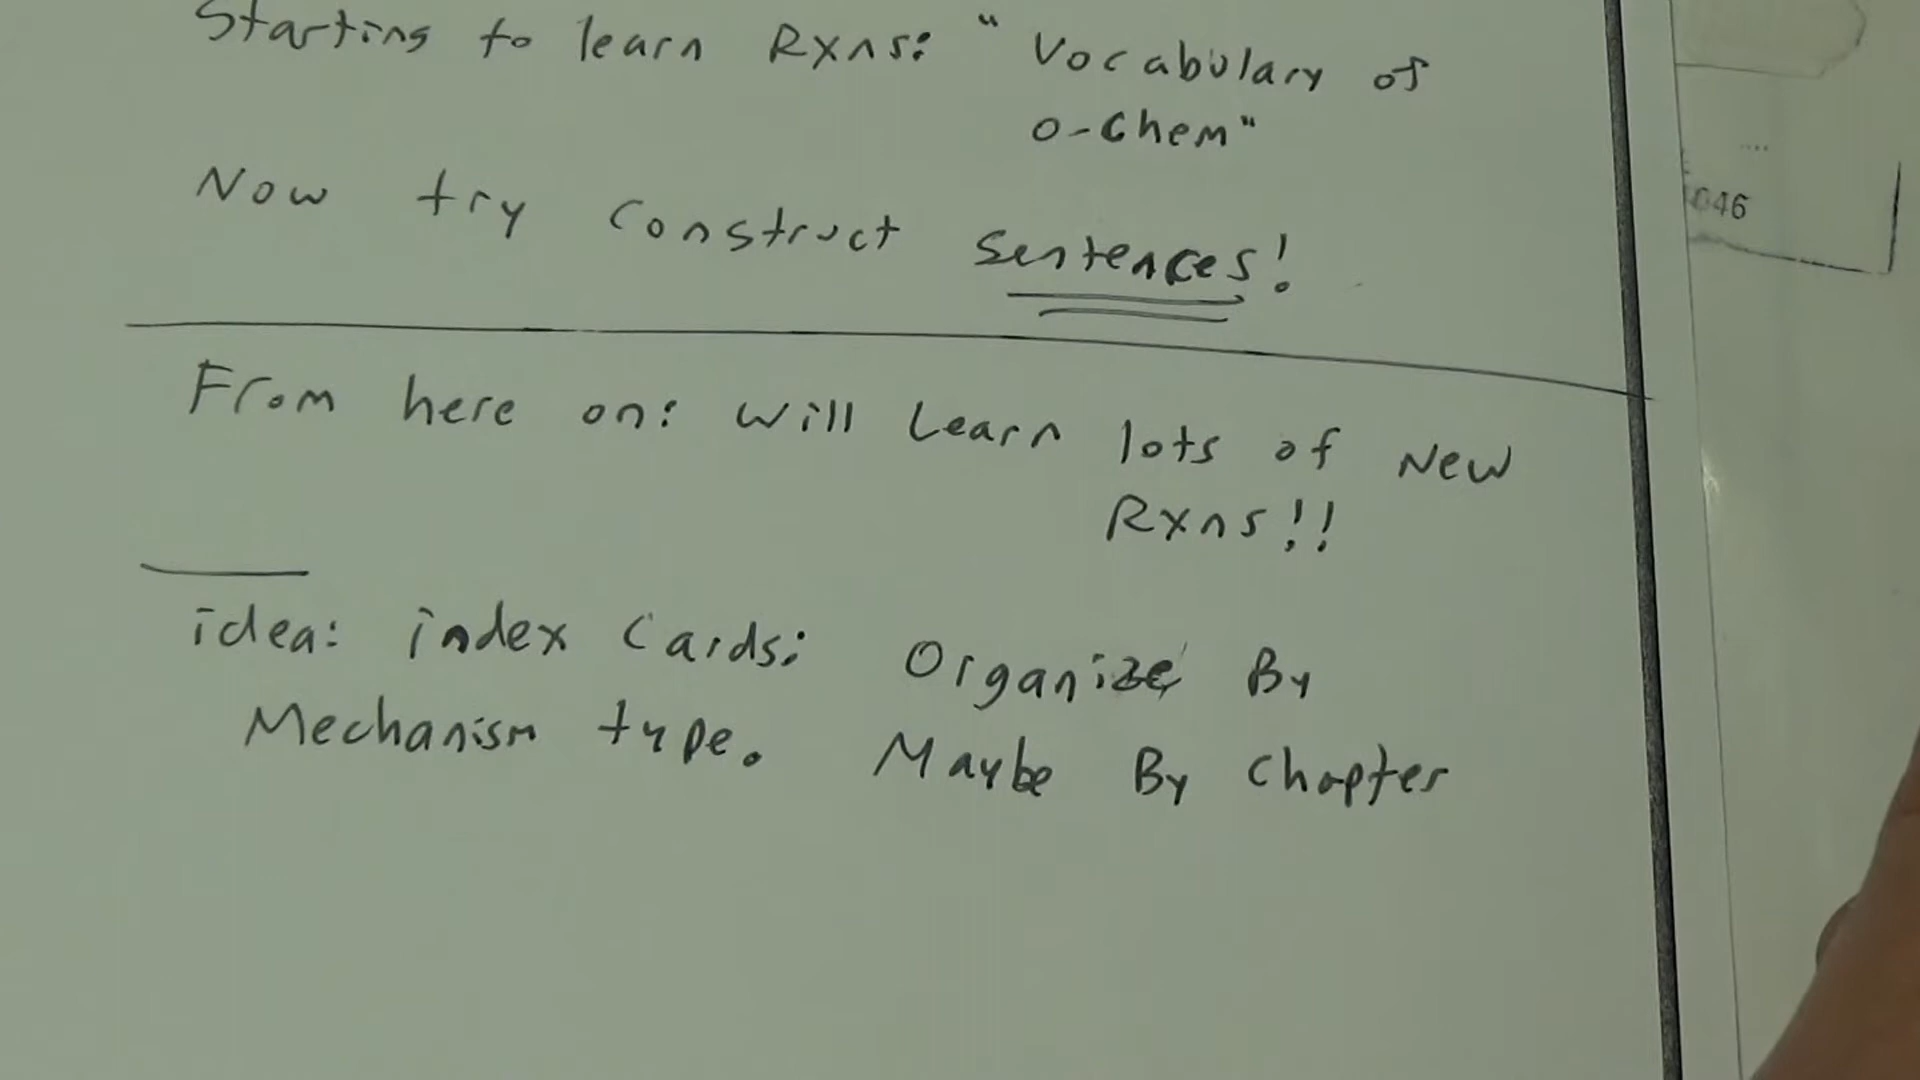 Starting to learn Rxns: "Vocabulary of
o-Chem"
Now try construct sentences!
From here on: will Learn lots of New
Rxns!!
idea: index Cards: Organize By
Mechanism type. Maybe By Chapter